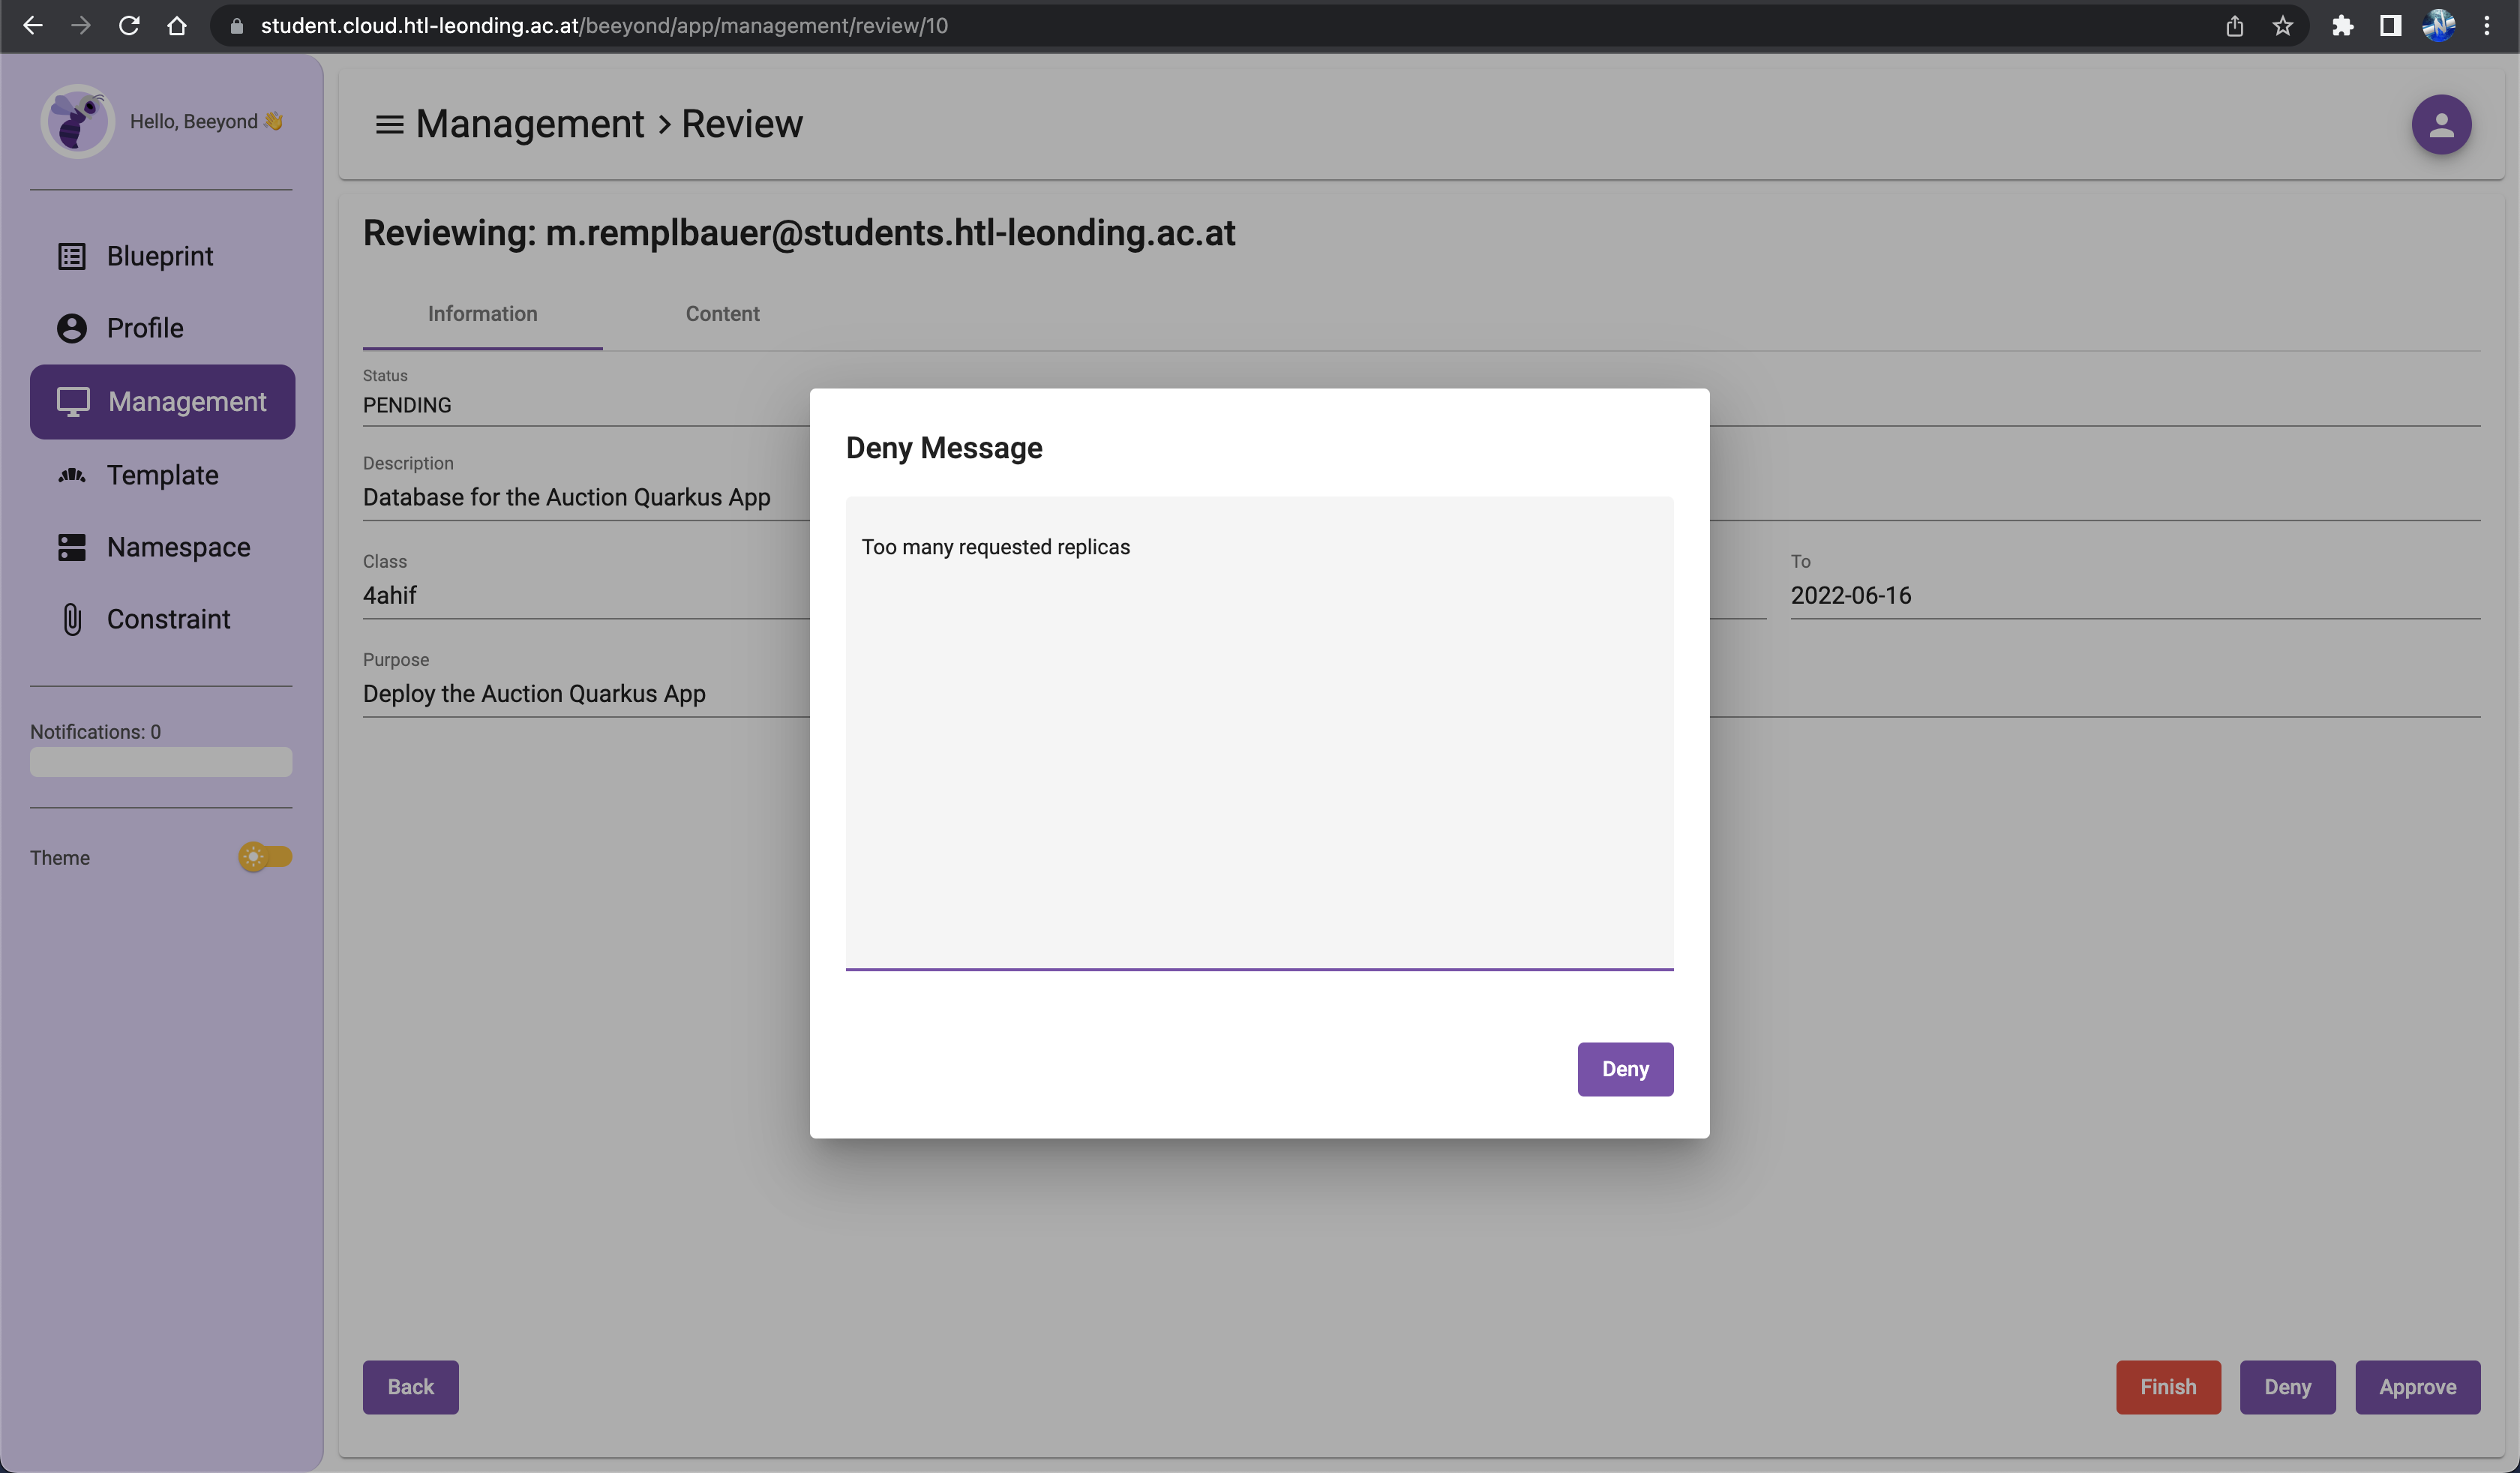 student.cloud.htl-leonding.ac.at/beeyond/app/management/review/10
Hello, Beeyond 👋
Blueprint
Profile
Management
Template
Namespace
Constraint
Notifications: 0
Theme
Management › Review
Reviewing: m.remplbauer@students.htl-leonding.ac.at
Information Content
Status
PENDING
Description
Database for the Auction Quarkus App
Class To
4ahif 2022-06-16
Purpose
Deploy the Auction Quarkus App
Deny Message
Too many requested replicas
Deny
Back Finish Deny Approve